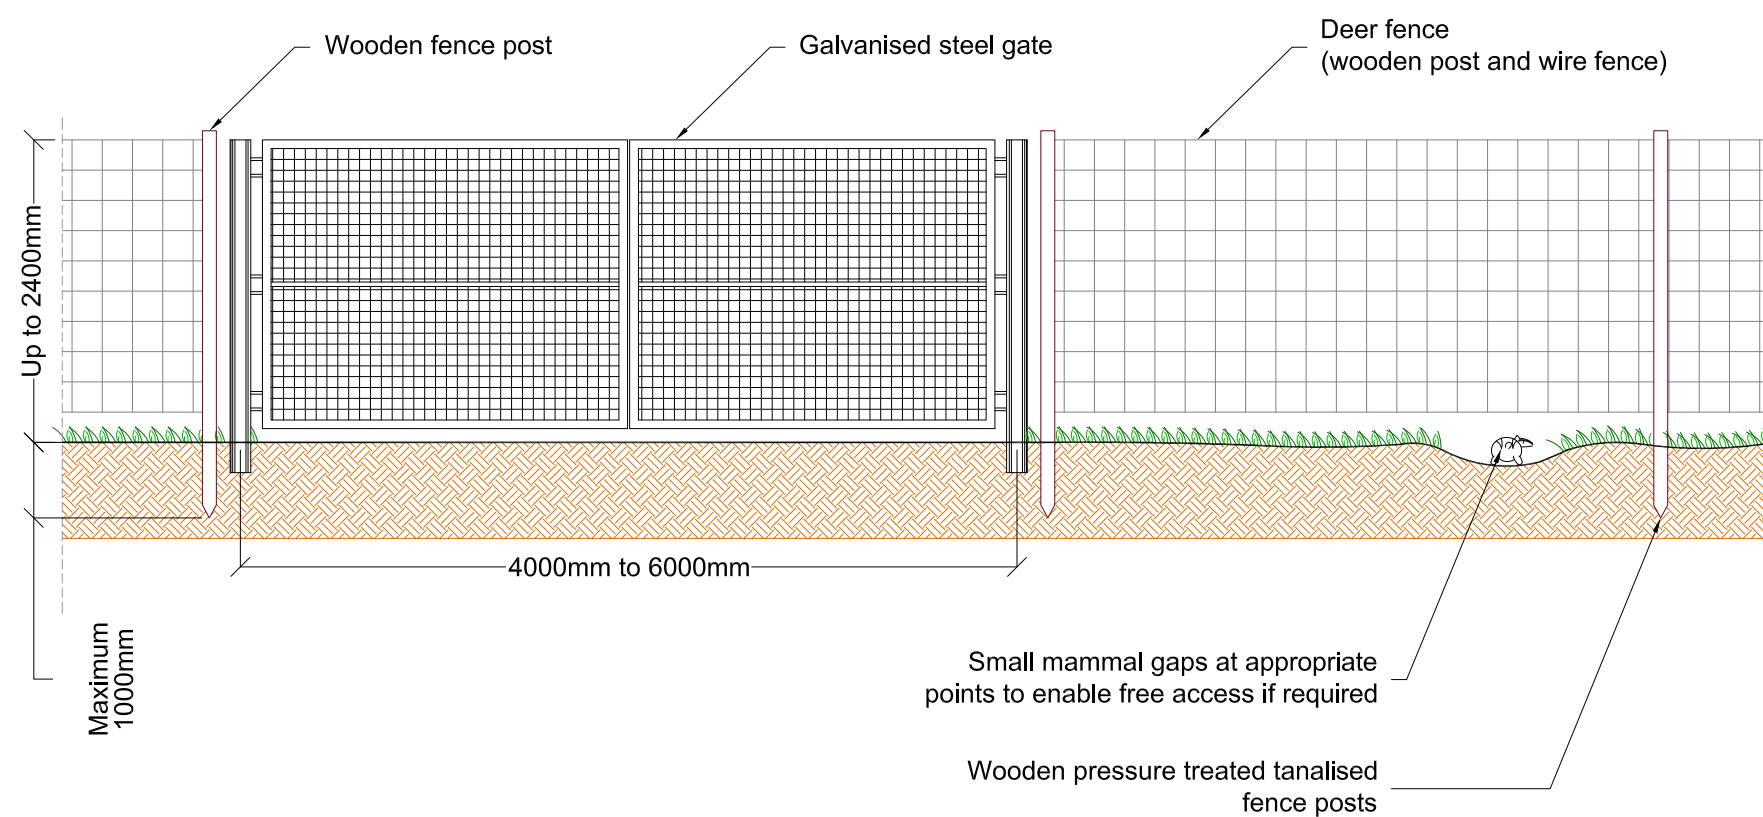 Wooden fence post
Galvanised steel gate
Deer fence
(wooden post and wire fence)
Up to 2400mm
4000mm to 6000mm
Maximum
1000mm
Small mammal gaps at appropriate
points to enable free access if required
Wooden pressure treated tanalised
fence posts